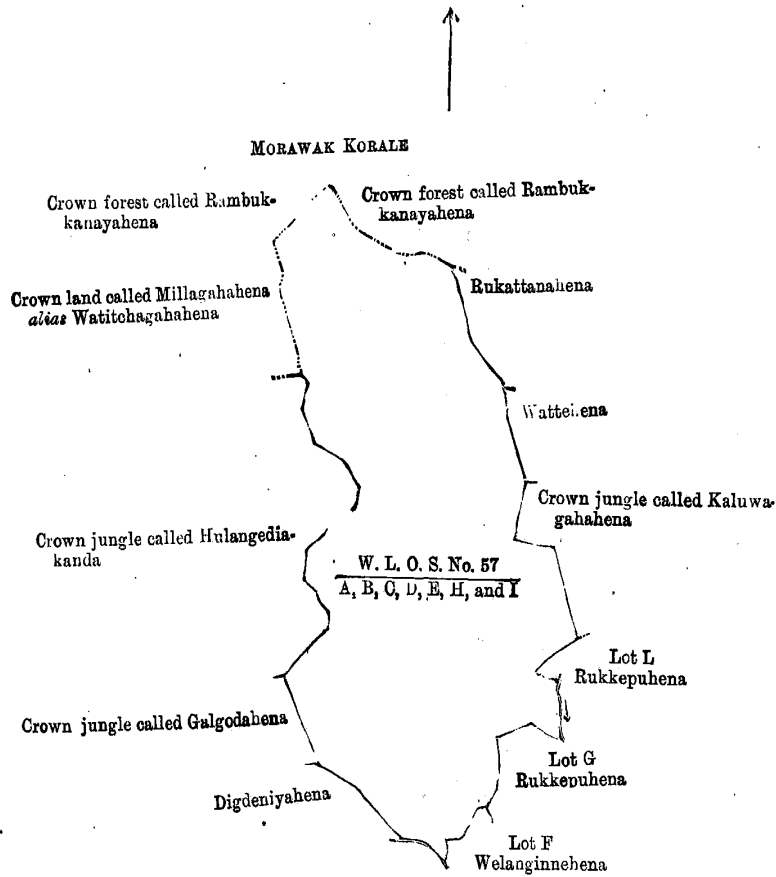 MORAWAK KORALE
Crown forest called Rambuk-
kanayahena
Crown forest called Rambuk-
kanayahena
Crown land called Millagahahena
alias Watitchagahahena
Rukattanahena
Crown jungle called Kaluwa-
gahahena
Crown jungle called Hulangedia-
kanda
W. L. O. S. No. 57
A, B, C, D, E, H, and I
Lot L
Rukkepuhena
Crown jungle called Galgodahena
Lot G
Rukkepuhena
Digdeniyahena
Lot F
Welanginnehena